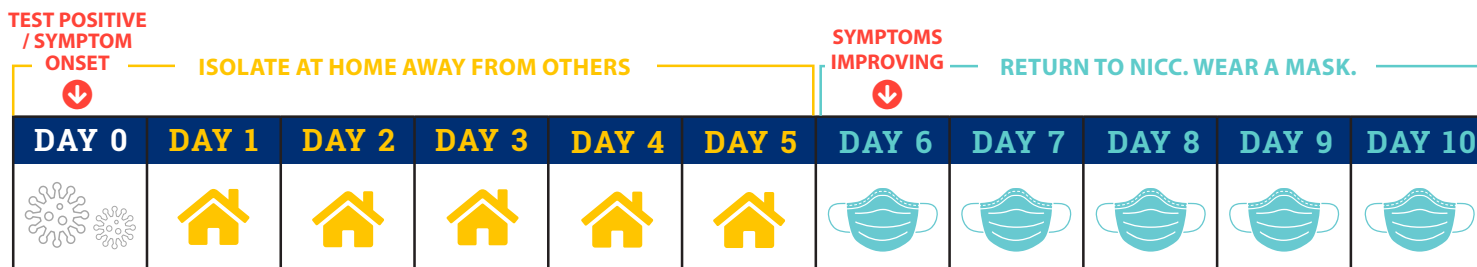 TEST POSITIVE
/ SYMPTOM
ONSET
ISOLATE AT HOME AWAY FROM OTHERS
SYMPTOMS
IMPROVING
RETURN TO NICC. WEAR A MASK.
DAY 0 DAY 1 DAY 2 DAY 3 DAY 4 DAY 5 DAY 6 DAY 7 DAY 8 DAY 9 DAY 10